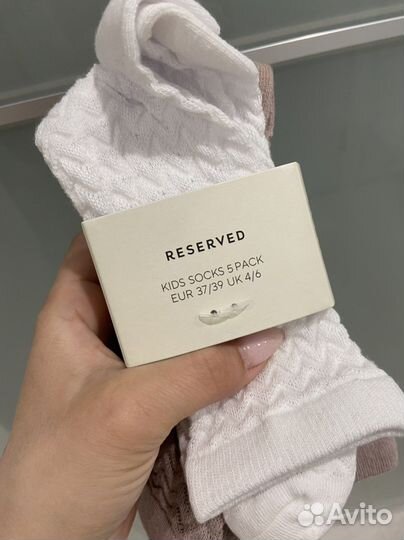 RESERVED
KIDS SOCKS 5 PACK
EUR 37/39 UK 4/6
Avito